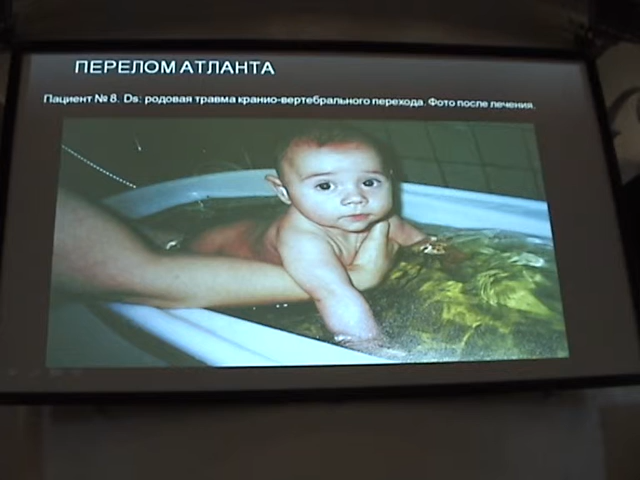 ПЕРЕЛОМ АТЛАНТА
Пациент № 8. Ds: родовая травма кранио-вертебрального перехода. Фото после лечения.